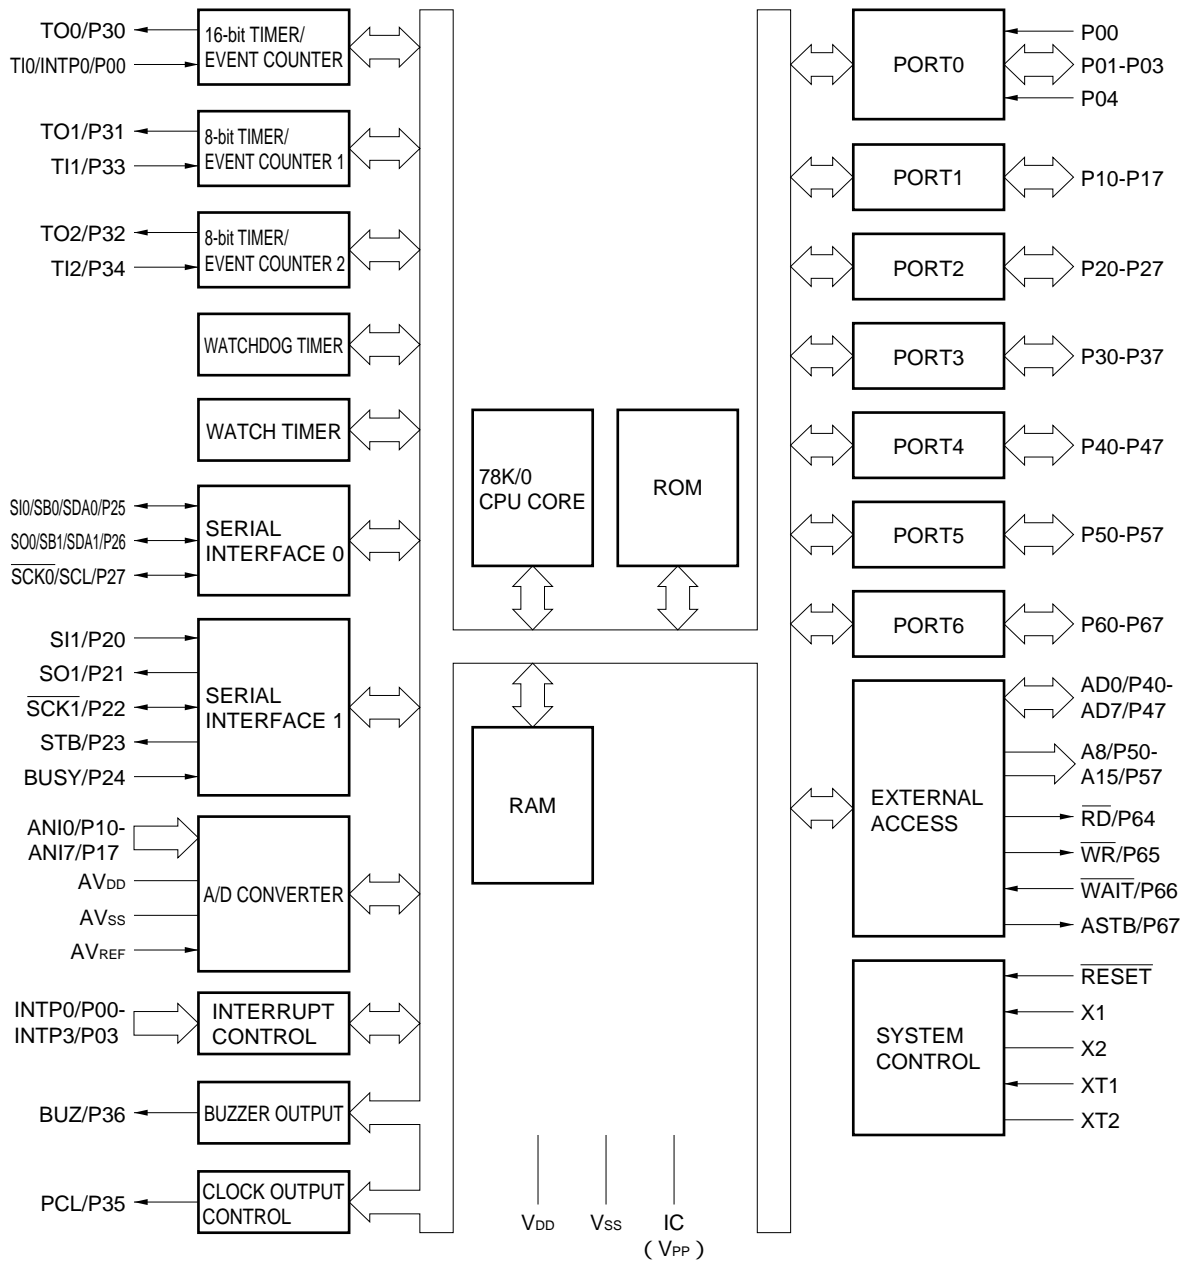 TO0/P30
TI0/INTP0/P00
16-bit TIMER/
EVENT COUNTER
TO1/P31
TI1/P33
8-bit TIMER/
EVENT COUNTER 1
TO2/P32
TI2/P34
8-bit TIMER/
EVENT COUNTER 2
WATCHDOG TIMER
WATCH TIMER
SI0/SB0/SDA0/P25
SO0/SB1/SDA1/P26
SCK0/SCL/P27
SERIAL
INTERFACE 0
SI1/P20
SO1/P21
SCK1/P22
STB/P23
BUSY/P24
SERIAL
INTERFACE 1
ANI0/P10-
ANI7/P17
AVDD
AVSS
AVREF
A/D CONVERTER
INTP0/P00-
INTP3/P03
INTERRUPT
CONTROL
BUZ/P36
BUZZER OUTPUT
PCL/P35
CLOCK OUTPUT
CONTROL
78K/0
CPU CORE
ROM
RAM
VDD
VSS
IC
(VPP)
PORT0
P00
P01-P03
P04
PORT1
P10-P17
PORT2
P20-P27
PORT3
P30-P37
PORT4
P40-P47
PORT5
P50-P57
PORT6
P60-P67
EXTERNAL
ACCESS
AD0/P40-
AD7/P47
A8/P50-
A15/P57
RD/P64
WR/P65
WAIT/P66
ASTB/P67
SYSTEM
CONTROL
RESET
X1
X2
XT1
XT2